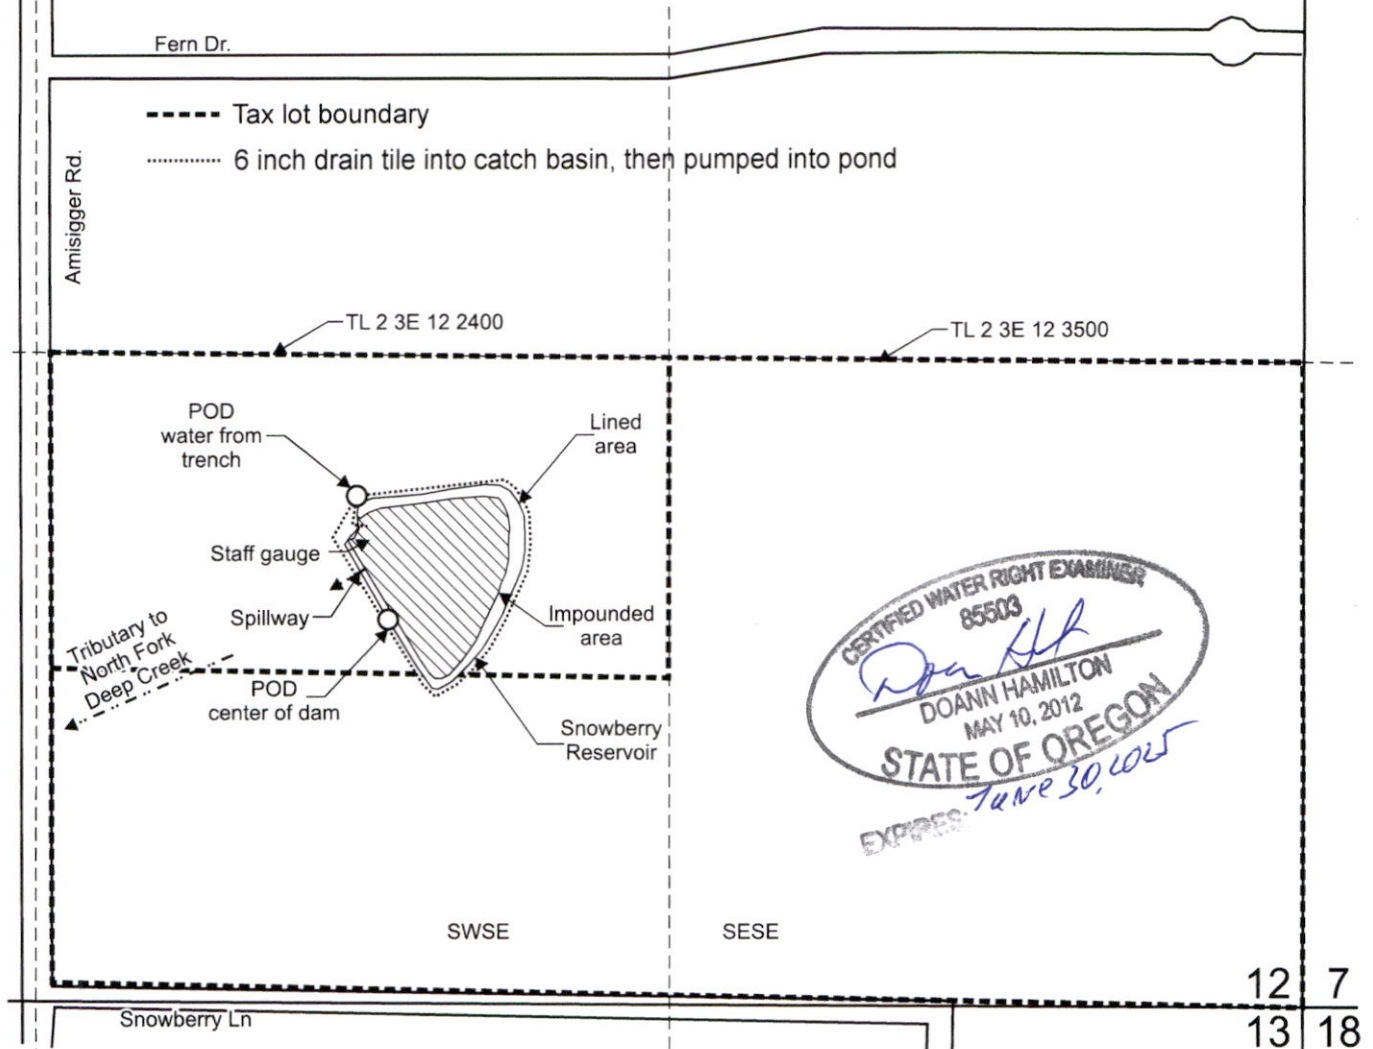 Fern Dr.
Tax lot boundary
6 inch drain tile into catch basin, then pumped into pond
Amisigger Rd.
TL 2 3E 12 2400
TL 2 3E 12 3500
POD
water from
trench
Lined
area
Staff gauge
Spillway
Impounded
area
Tributary to
North Fork
Deep Creek
POD
center of dam
Snowberry
Reservoir
CERTIFIED WATER RIGHT EXAMINER
85503
DOANN HAMILTON
MAY 10, 2012
STATE OF OREGON
EXPIRES: June 30, 2025
SWSE
SESE
12 7
13 18
Snowberry Ln